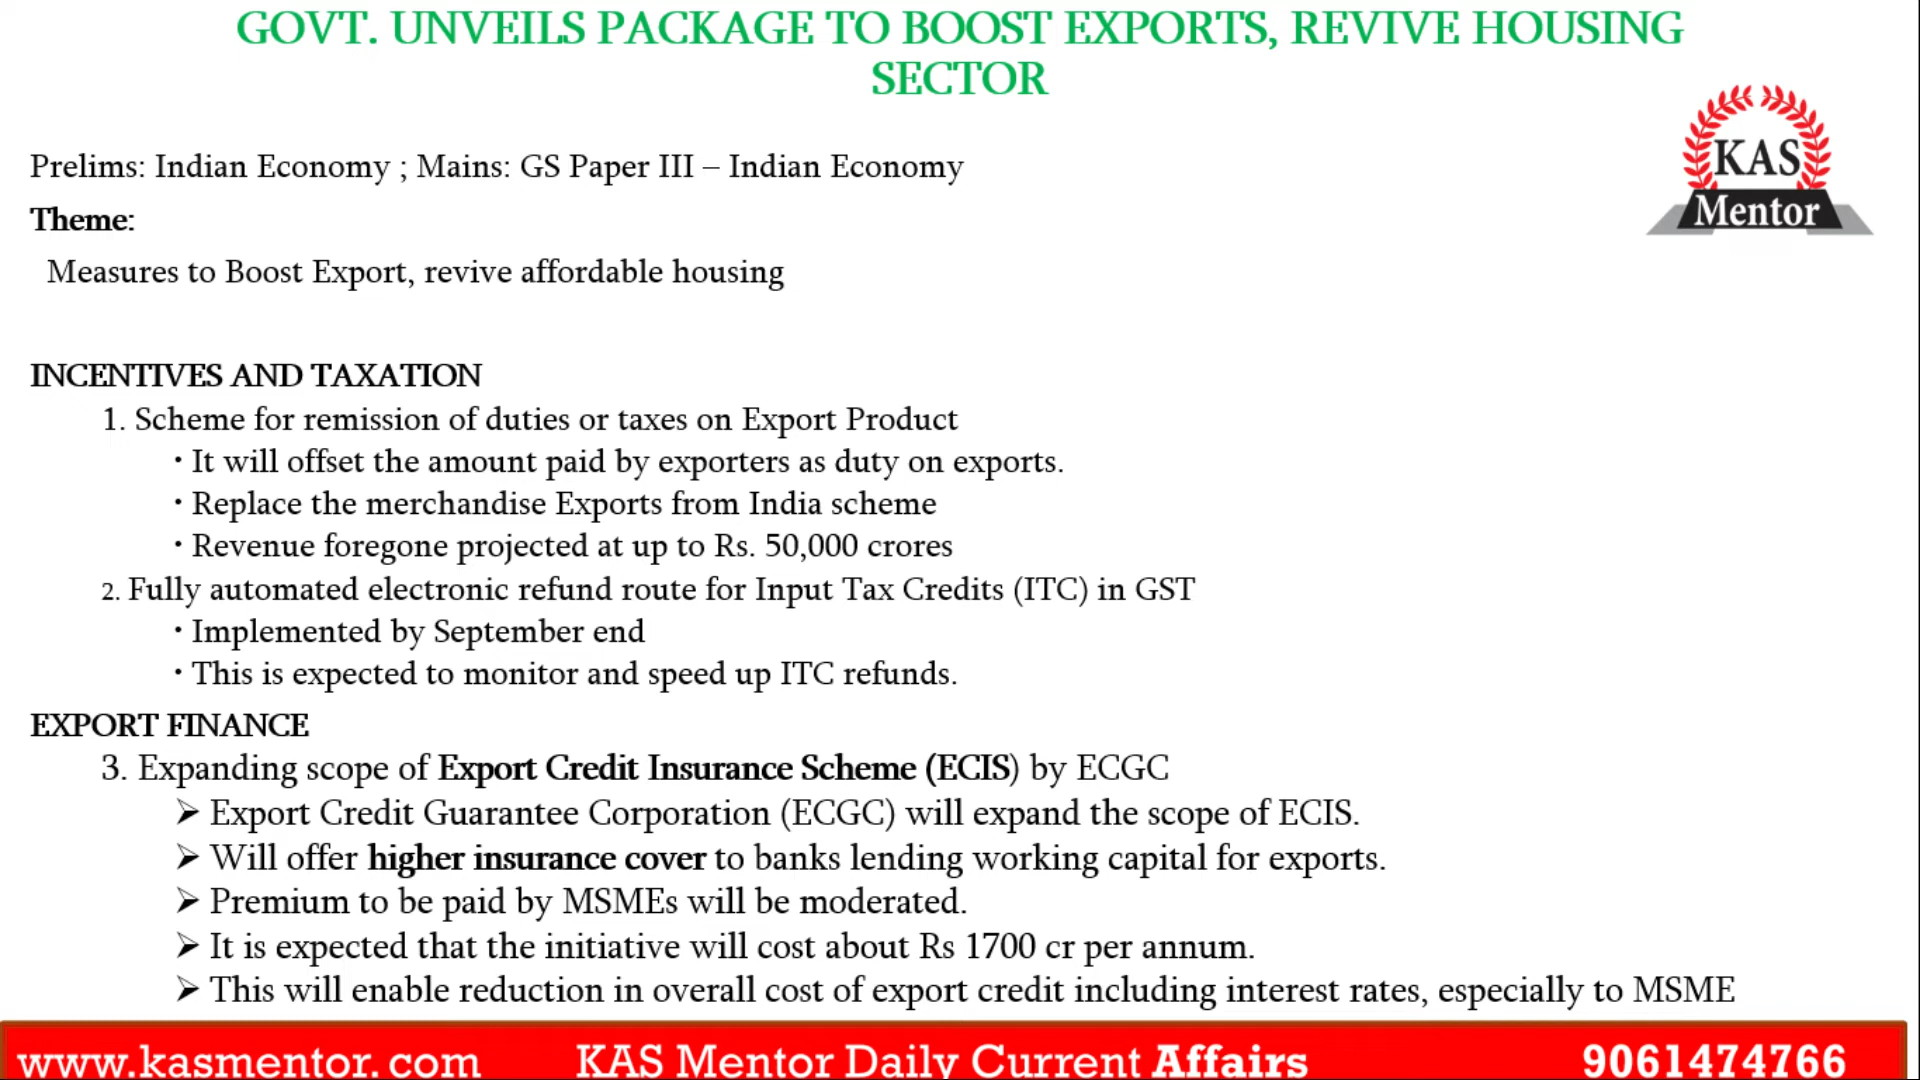 GOVT. UNVEILS PACKAGE TO BOOST EXPORTS, REVIVE HOUSING
SECTOR
KAS
Mentor
Prelims: Indian Economy ; Mains: GS Paper III – Indian Economy
Theme:
Measures to Boost Export, revive affordable housing
INCENTIVES AND TAXATION
1. Scheme for remission of duties or taxes on Export Product
• It will offset the amount paid by exporters as duty on exports.
• Replace the merchandise Exports from India scheme
• Revenue foregone projected at up to Rs. 50,000 crores
2. Fully automated electronic refund route for Input Tax Credits (ITC) in GST
• Implemented by September end
• This is expected to monitor and speed up ITC refunds.
EXPORT FINANCE
3. Expanding scope of Export Credit Insurance Scheme (ECIS) by ECGC
➢ Export Credit Guarantee Corporation (ECGC) will expand the scope of ECIS.
➢ Will offer higher insurance cover to banks lending working capital for exports.
➢ Premium to be paid by MSMEs will be moderated.
➢ It is expected that the initiative will cost about Rs 1700 cr per annum.
➢ This will enable reduction in overall cost of export credit including interest rates, especially to MSME
www.kasmentor.com KAS Mentor Daily Current Affairs 9061474766